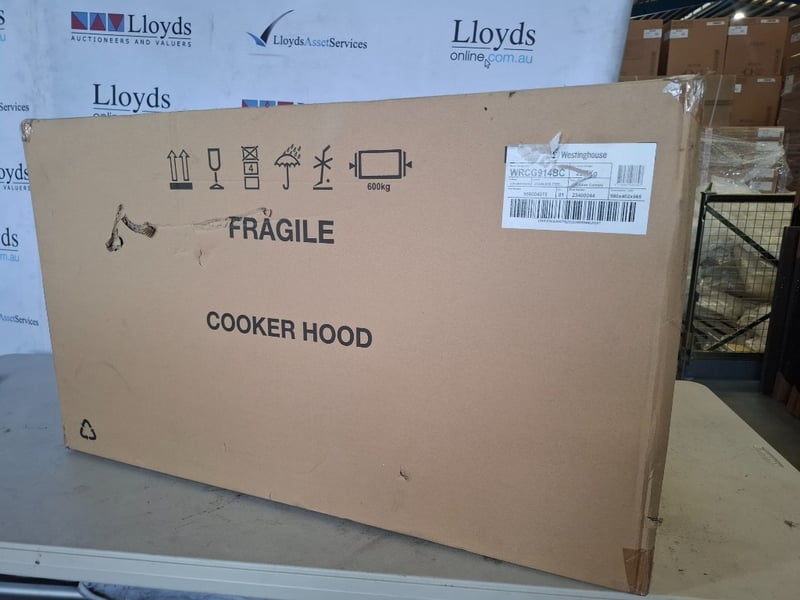 Lloyds
AUCTIONEERS AND VALUERS
LloydsAssetServices
Lloyds
online.com.au
Services
Lloyds
4
600kg
FRAGILE
COOKER HOOD
Westinghouse
WRCG914BC
ds
AssetServices